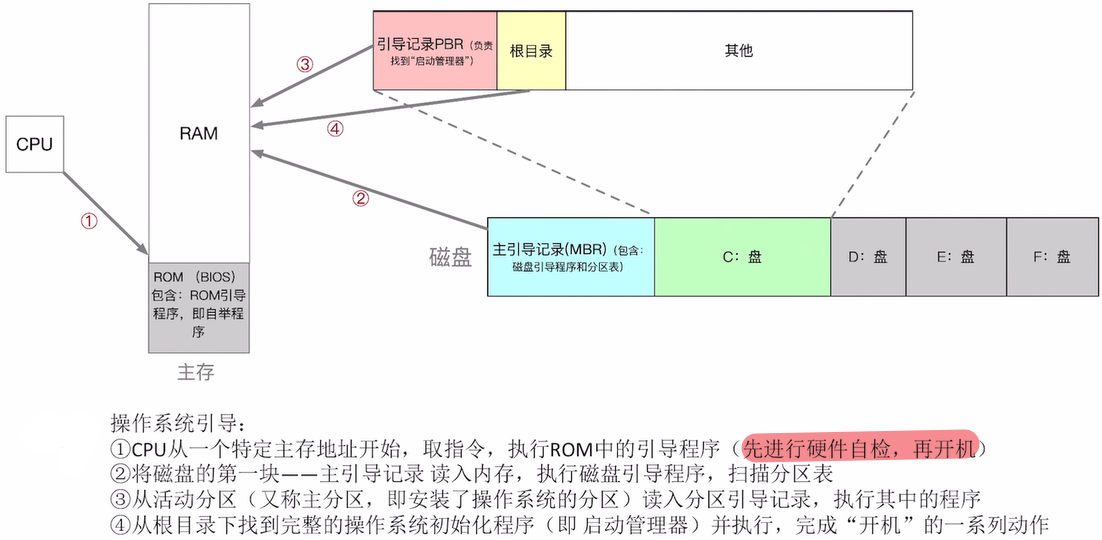 引导记录PBR（负责
找到“启动管理器”）
根目录
其他
③
④
RAM
CPU
①
②
磁盘
主引导记录(MBR)（包含：
磁盘引导程序和分区表）
C：盘
D：盘
E：盘
F：盘
ROM （BIOS）
包含：ROM引导
程序，即自举程
序
主存
操作系统引导：
①CPU从一个特定主存地址开始，取指令，执行ROM中的引导程序（先进行硬件自检，再开机）
②将磁盘的第一块——主引导记录 读入内存，执行磁盘引导程序，扫描分区表
③从活动分区（又称主分区，即安装了操作系统的分区）读入分区引导记录，执行其中的程序
④从根目录下找到完整的操作系统初始化程序（即 启动管理器）并执行，完成“开机”的一系列动作